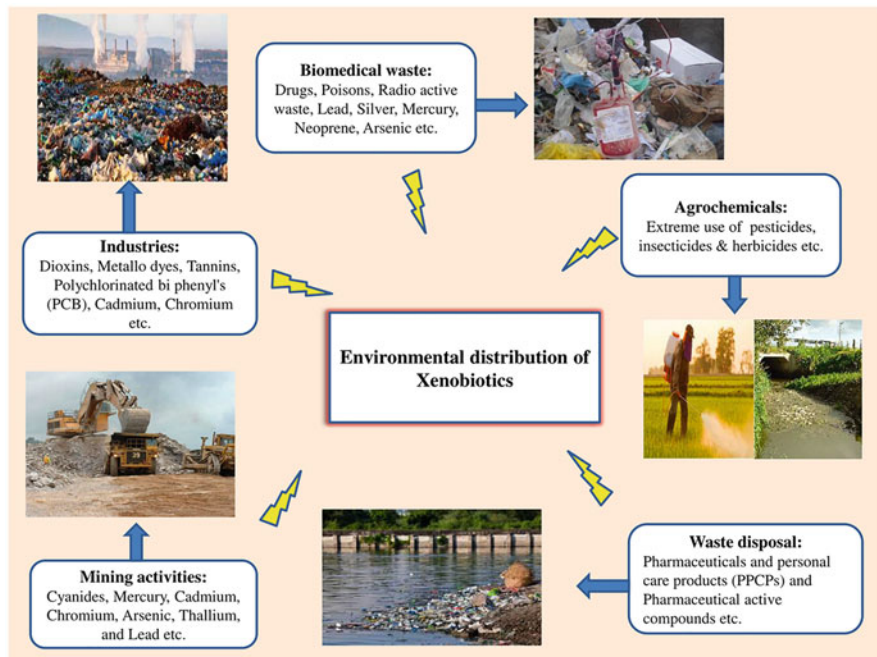 Biomedical waste:
Drugs, Poisons, Radio active
waste, Lead, Silver, Mercury,
Neoprene, Arsenic etc.
Agrochemicals:
Extreme use of pesticides,
insecticides & herbicides etc.
Industries:
Dioxins, Metallo dyes, Tannins,
Polychlorinated bi phenyl's
(PCB), Cadmium, Chromium
etc.
Environmental distribution of
Xenobiotics
Mining activities:
Cyanides, Mercury, Cadmium,
Chromium, Arsenic, Thallium,
and Lead etc.
Waste disposal:
Pharmaceuticals and personal
care products (PPCPs) and
Pharmaceutical active
compounds etc.